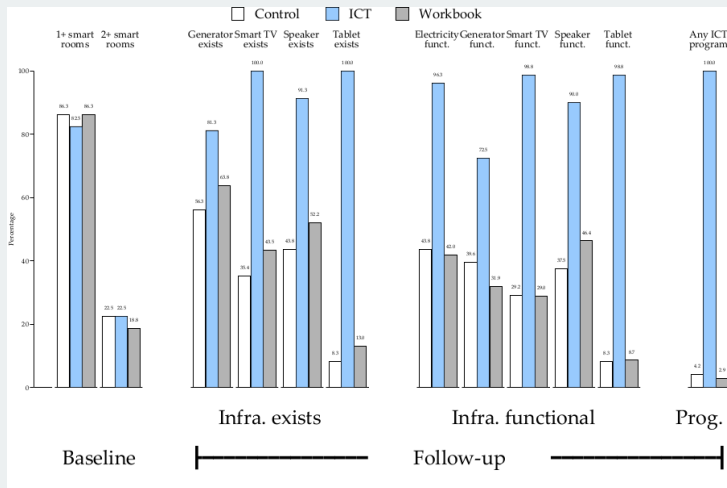 Control ICT Workbook
1+ smart rooms
2+ smart rooms
Generator exists
Smart TV exists
Speaker exists
Tablet exists
Electricity funct.
Generator funct.
Smart TV funct.
Speaker funct.
Tablet funct.
Any ICT program
Percentage
100
80
60
40
20
0
86.3 82.5 86.3
22.5 22.5 18.8
56.3 81.3 63.8
35.4 100.0 43.5
43.8 91.3 52.2
8.3 100.0 13.0
43.8 96.3 42.0
39.6 72.5 31.9
29.2 98.8 29.0
37.5 90.0 46.4
8.3 98.8 8.7
4.2 100.0 2.9
Infra. exists Infra. functional Prog.
Baseline Follow-up